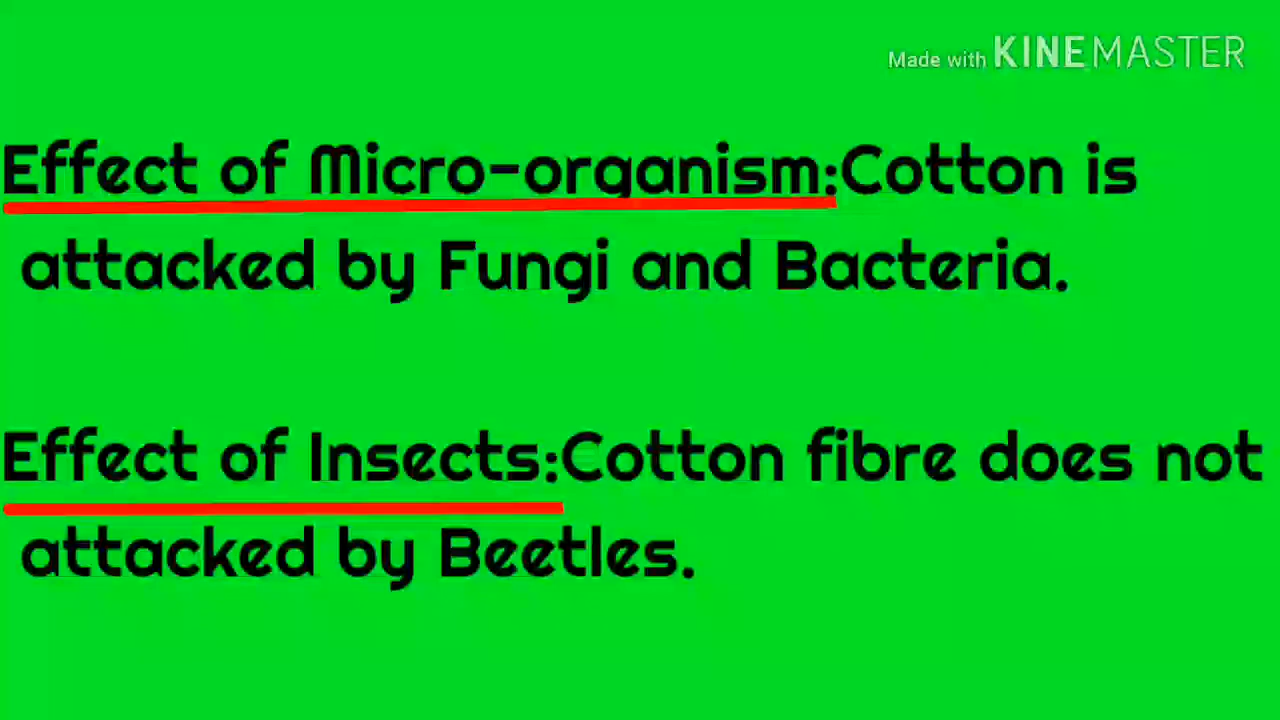 Made with KINEMASTER
Effect of Micro-organism:Cotton is
attacked by Fungi and Bacteria.
Effect of Insects:Cotton fibre does not
attacked by Beetles.